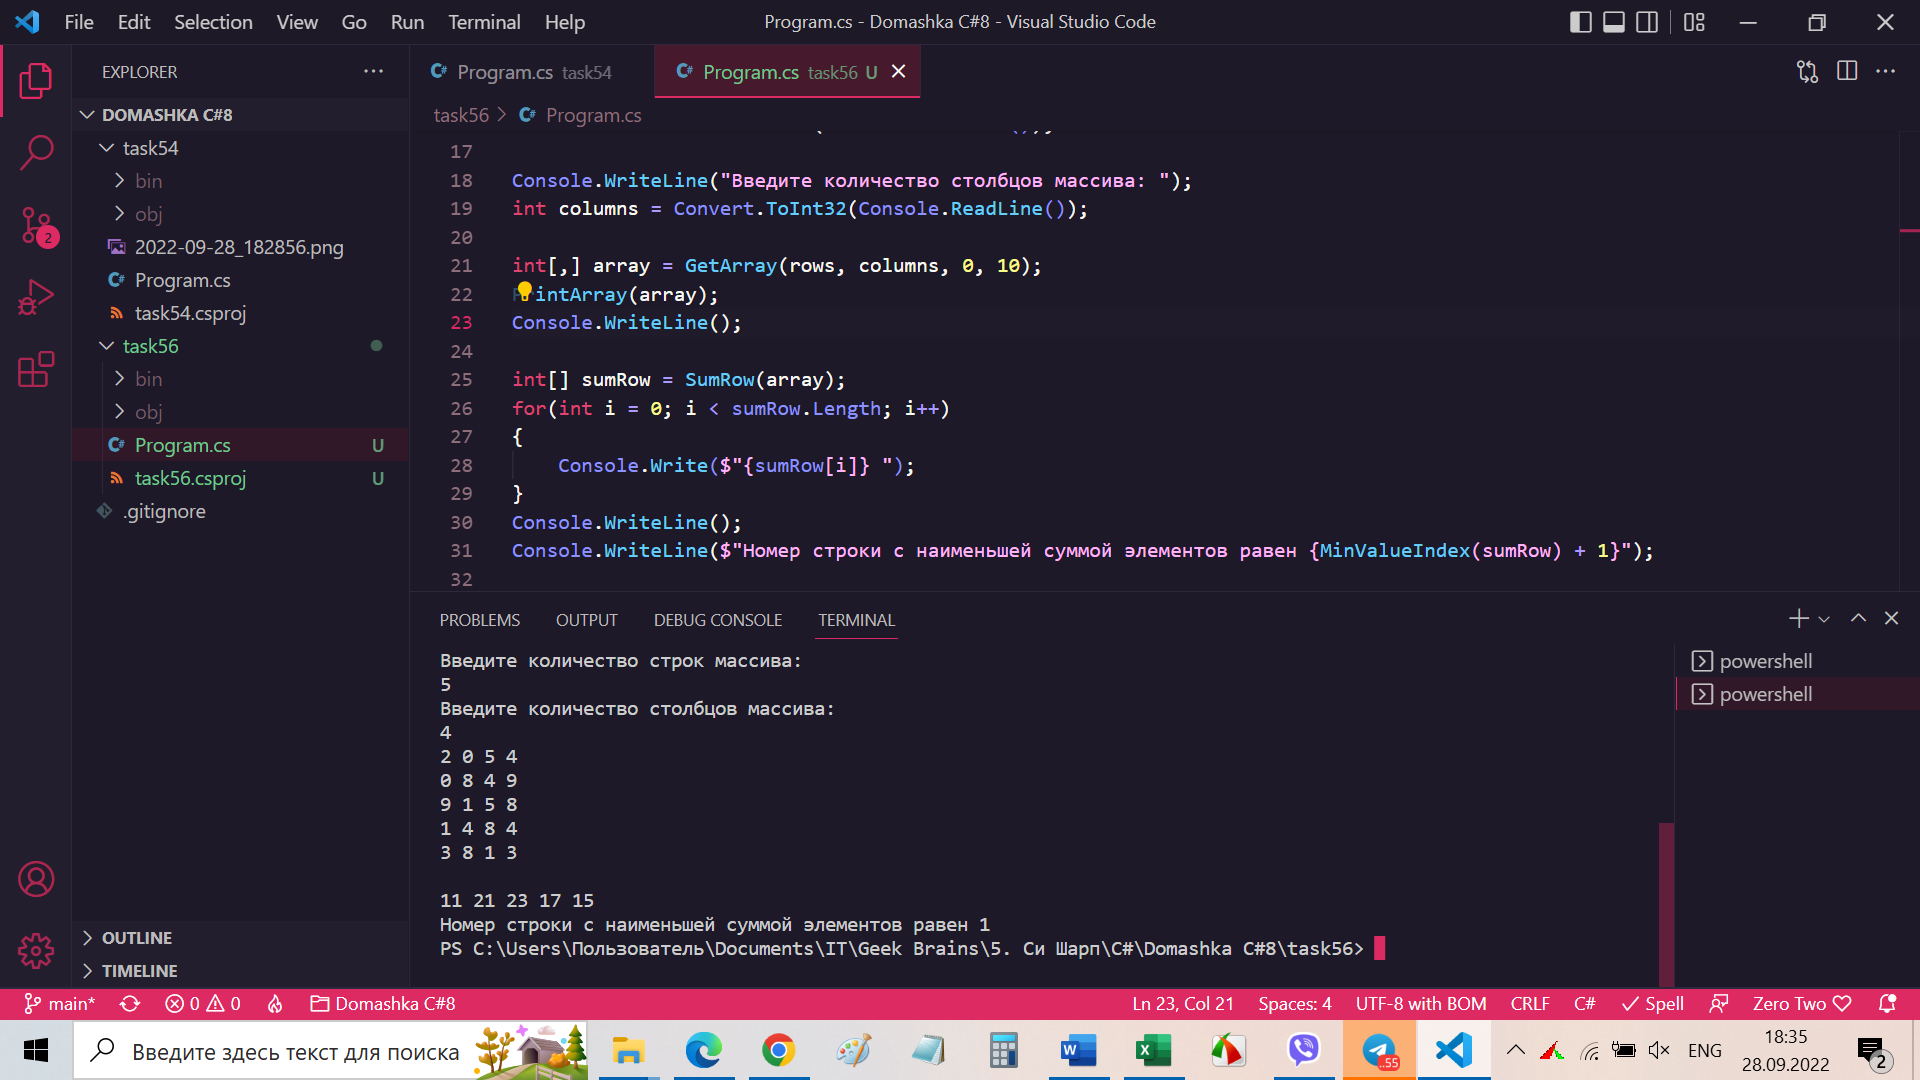 File Edit Selection View Go Run Terminal Help Program.cs - Domashka C#8 - Visual Studio Code
EXPLORER
DOMASHKA C#8
task54
bin
obj
2022-09-28_182856.png
Program.cs
task54.csproj
task56
bin
obj
Program.cs U
task56.csproj U
.gitignore
OUTLINE
TIMELINE
2
Program.cs task54
Program.cs task56 U
task56 > Program.cs
17
18 Console.WriteLine("Введите количество столбцов массива: ");
19 int columns = Convert.ToInt32(Console.ReadLine());
20
21 int[,] array = GetArray(rows, columns, 0, 10);
22 PrintArray(array);
23 Console.WriteLine();
24
25 int[] sumRow = SumRow(array);
26 for(int i = 0; i < sumRow.Length; i++)
27 {
28 Console.Write($"{sumRow[i]} ");
29 }
30 Console.WriteLine();
31 Console.WriteLine($"Номер строки с наименьшей суммой элементов равен {MinValueIndex(sumRow) + 1}");
32
PROBLEMS OUTPUT DEBUG CONSOLE TERMINAL
Введите количество строк массива:
5
Введите количество столбцов массива:
4
2 0 5 4
0 8 4 9
9 1 5 8
1 4 8 4
3 8 1 3
11 21 23 17 15
Номер строки с наименьшей суммой элементов равен 1
PS C:\Users\Пользователь\Documents\IT\Geek Brains\5. Си Шарп\C#\Domashka C#8\task56>
powershell
powershell
main* 0 0 Domashka C#8 Ln 23, Col 21 Spaces: 4 UTF-8 with BOM CRLF C# Spell Zero Two
Введите здесь текст для поиска
..55
ENG
18:35
28.09.2022
2